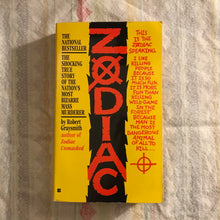 THE
NATIONAL
BESTSELLER
THE
SHOCKING
TRUE
STORY OF
THE NATION'S
MOST
BIZARRE
MASS
MURDERER.
by Robert
Graysmith
author of
Zodiac
Unmasked
ZODIAC
THIS
IS THE
ZODIAC
SPEAKING.
I LIKE
KILLING
PEOPLE
BECAUSE
IT IS SO
MUCH FUN.
IT IS MORE
FUN THAN
KILLING
WILD GAME
IN THE
FORREST
BECAUSE
MAN IS
THE MOST
DANGEROUS
ANIMAL
OF ALL TO
KILL...